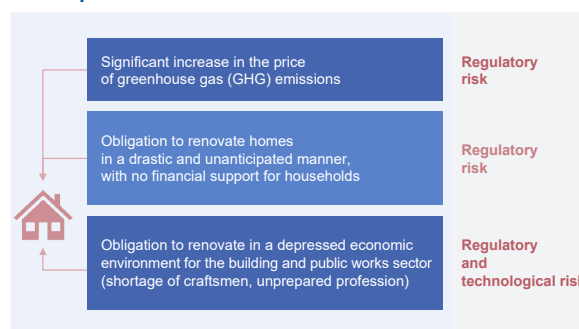 Significant increase in the price
of greenhouse gas (GHG) emissions
Regulatory
risk
Obligation to renovate homes
in a drastic and unanticipated manner,
with no financial support for households
Regulatory
risk
Obligation to renovate in a depressed economic
environment for the building and public works sector
(shortage of craftsmen, unprepared profession)
Regulatory
and
technological risk